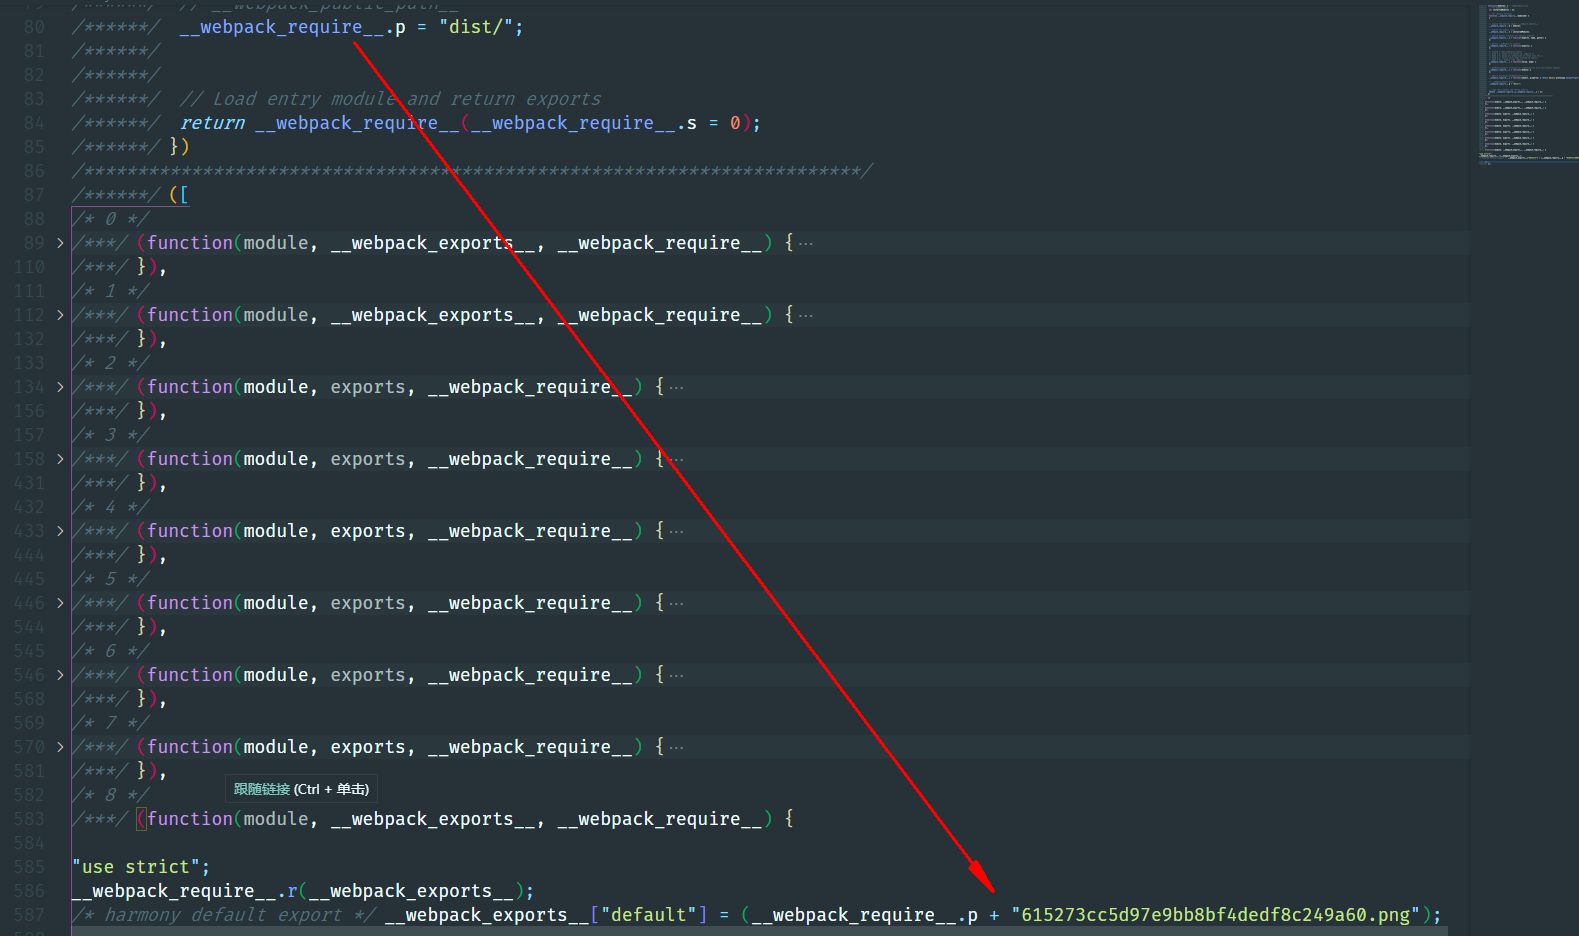 79 /******/ // __webpack_public_path__
80 /******/ __webpack_require__.p = "dist/";
81 /******/
82 /******/
83 /******/ // Load entry module and return exports
84 /******/ return __webpack_require__(__webpack_require__.s = 0);
85 /******/ })
86 /************************************************************************/
87 /******/ ([
88 /* 0 */
89 /***/ (function(module, __webpack_exports__, __webpack_require__) {···
110 /***/ }),
111 /* 1 */
112 /***/ (function(module, __webpack_exports__, __webpack_require__) {···
132 /***/ }),
133 /* 2 */
134 /***/ (function(module, exports, __webpack_require__) {···
156 /***/ }),
157 /* 3 */
158 /***/ (function(module, exports, __webpack_require__) {···
431 /***/ }),
432 /* 4 */
433 /***/ (function(module, exports, __webpack_require__) {···
444 /***/ }),
445 /* 5 */
446 /***/ (function(module, exports, __webpack_require__) {···
544 /***/ }),
545 /* 6 */
546 /***/ (function(module, exports, __webpack_require__) {···
568 /***/ }),
569 /* 7 */
570 /***/ (function(module, exports, __webpack_require__) {···
581 /***/ }),
跟随链接 (Ctrl + 单击)
582 /* 8 */
583 /***/ (function(module, __webpack_exports__, __webpack_require__) {
584
585 "use strict";
586 __webpack_require__.r(__webpack_exports__);
587 /* harmony default export */ __webpack_exports__["default"] = (__webpack_require__.p + "615273cc5d97e9bb8bf4dedf8c249a60.png");